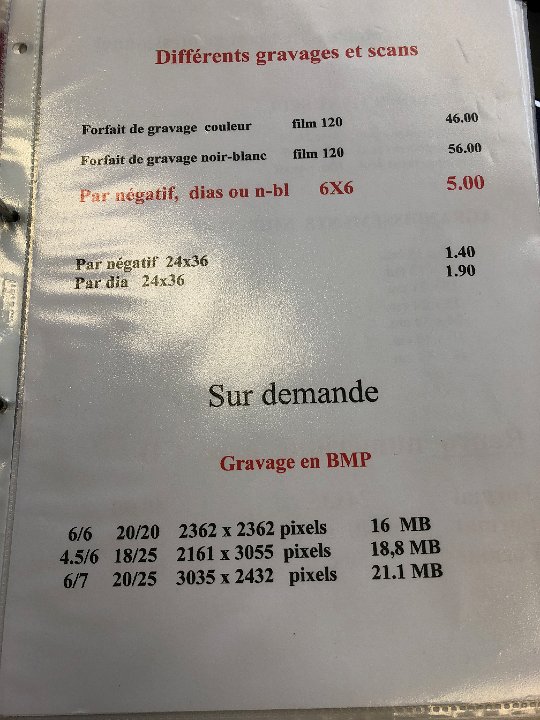 Différents gravages et scans
Forfait de gravage couleur film 120 46.00
Forfait de gravage noir-blanc film 120 56.00
Par négatif, dias ou n-bl 6X6 5.00
Par négatif 24x36 1.40
Par dia 24x36 1.90
Sur demande
Gravage en BMP
6/6 20/20 2362 x 2362 pixels 16 MB
4.5/6 18/25 2161 x 3055 pixels 18,8 MB
6/7 20/25 3035 x 2432 pixels 21.1 MB